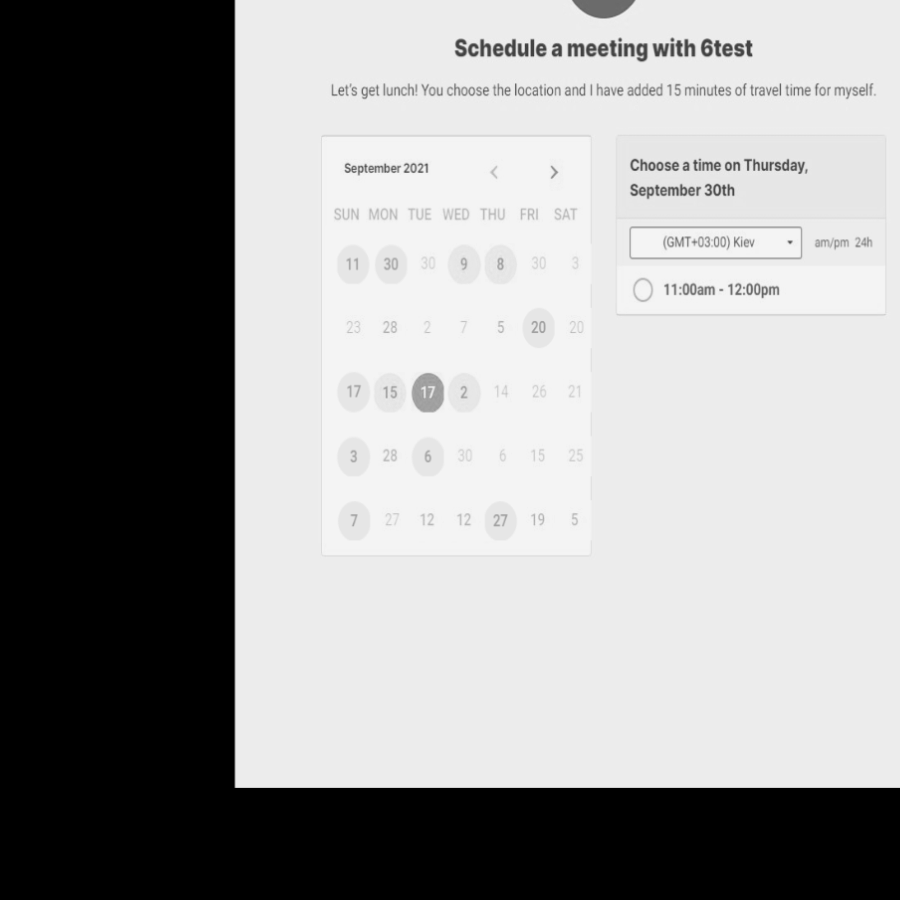 Schedule a meeting with 6test
Let's get lunch! You choose the location and I have added 15 minutes of travel time for myself.
September 2021
SUN MON TUE WED THU FRI SAT
11 30 30 9 8 30 3
23 28 2 7 5 20 20
17 15 17 2 14 26 21
3 28 6 30 6 15 25
7 27 12 12 27 19 5
Choose a time on Thursday,
September 30th
(GMT+03:00) Kiev am/pm 24h
11:00am - 12:00pm